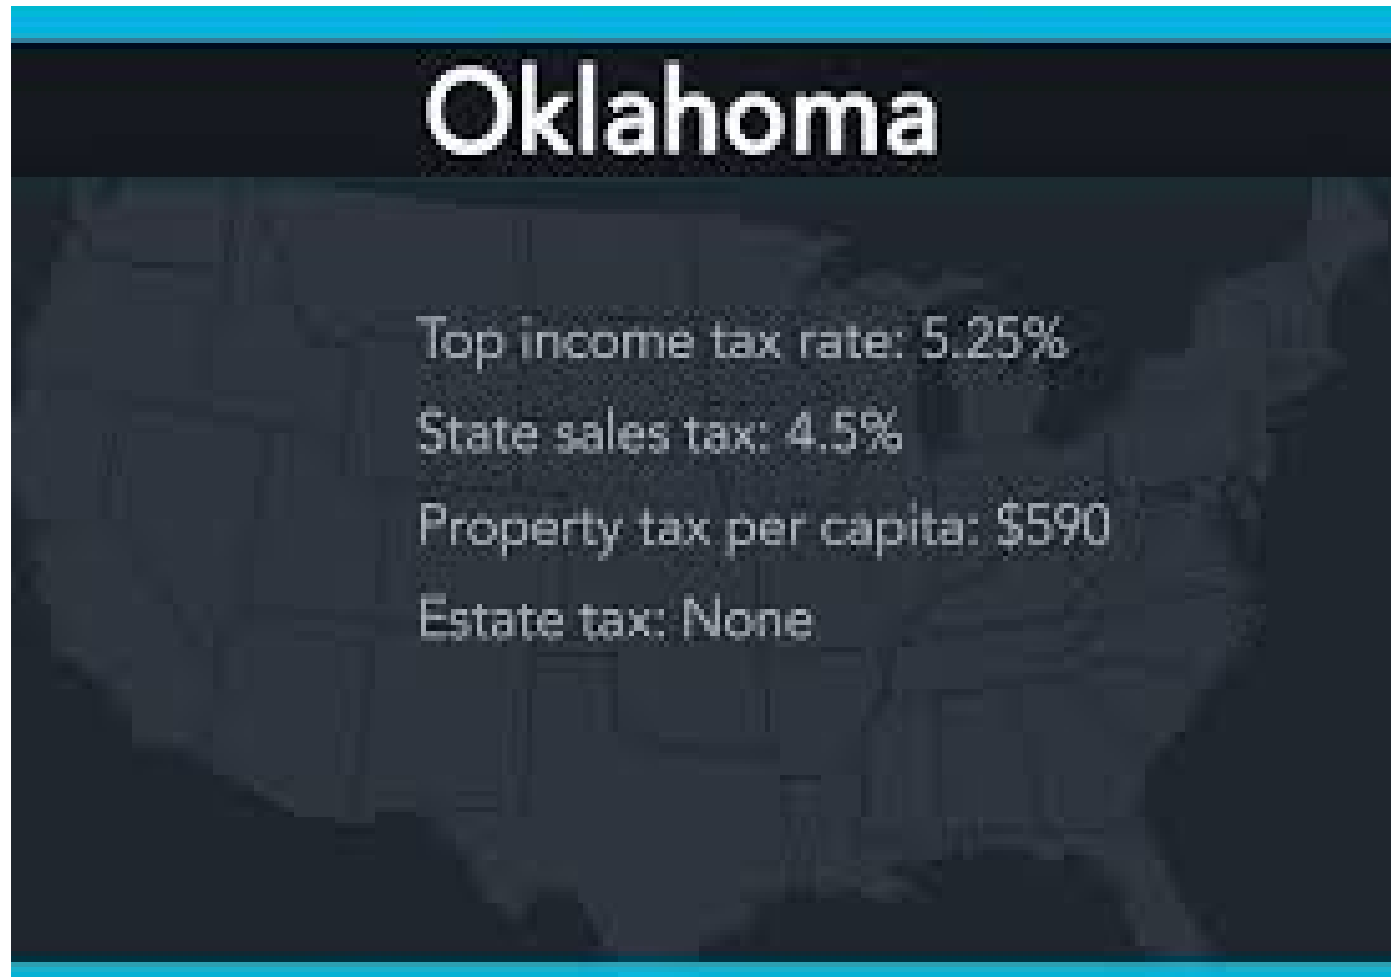 Oklahoma
Top income tax rate: 5.25%
State sales tax: 4.5%
Property tax per capita: $590
Estate tax: None